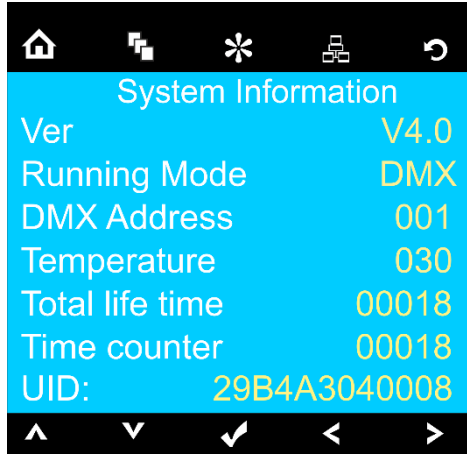 System Information
Ver V4.0
Running Mode DMX
DMX Address 001
Temperature 030
Total life time 00018
Time counter 00018
UID: 29B4A3040008